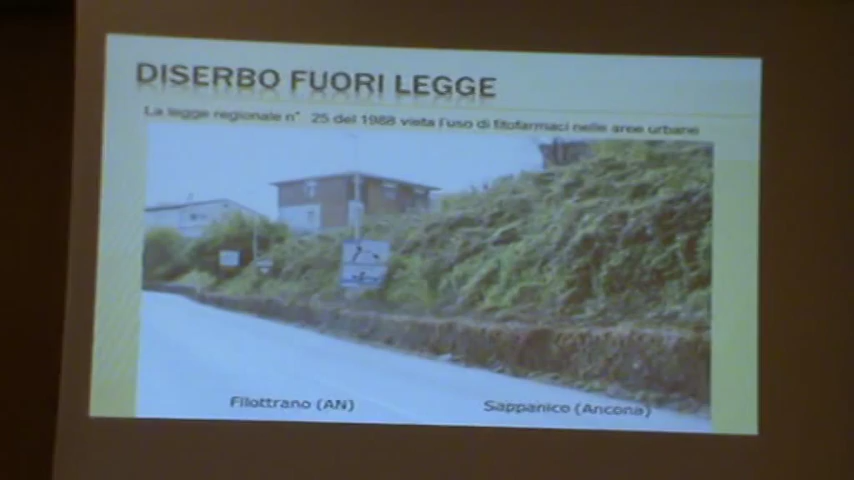 DISERBO FUORI LEGGE
La legge regionale n° 25 del 1988 vieta l'uso di fitofarmaci nelle aree urbane
Filottrano (AN)
Sappanico (Ancona)